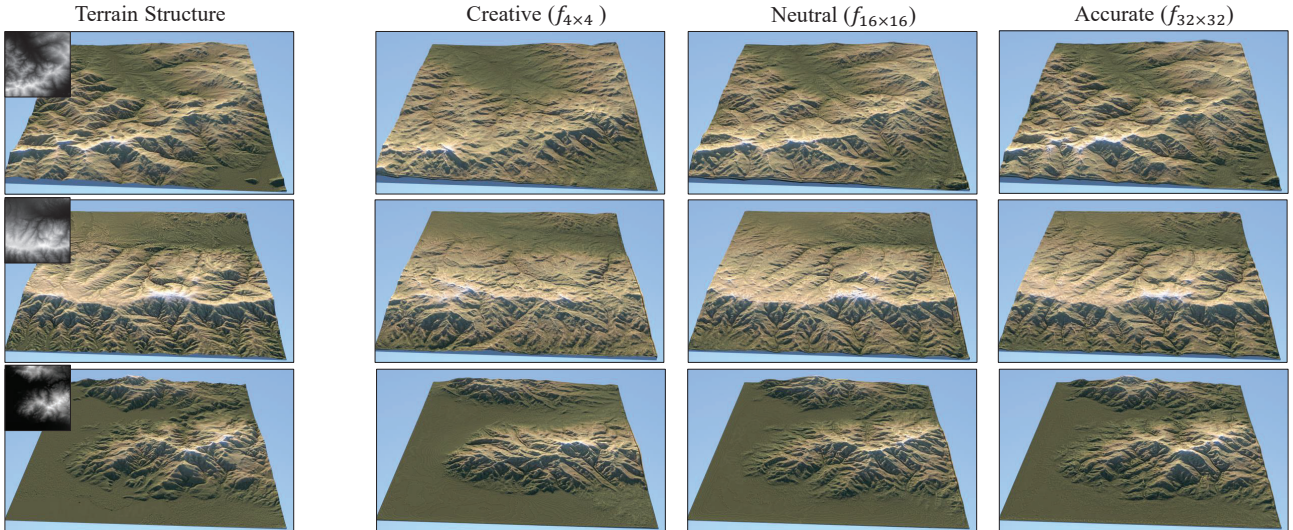 Terrain Structure
Creative (f4×4 )
Neutral (f16×16)
Accurate (f32×32)